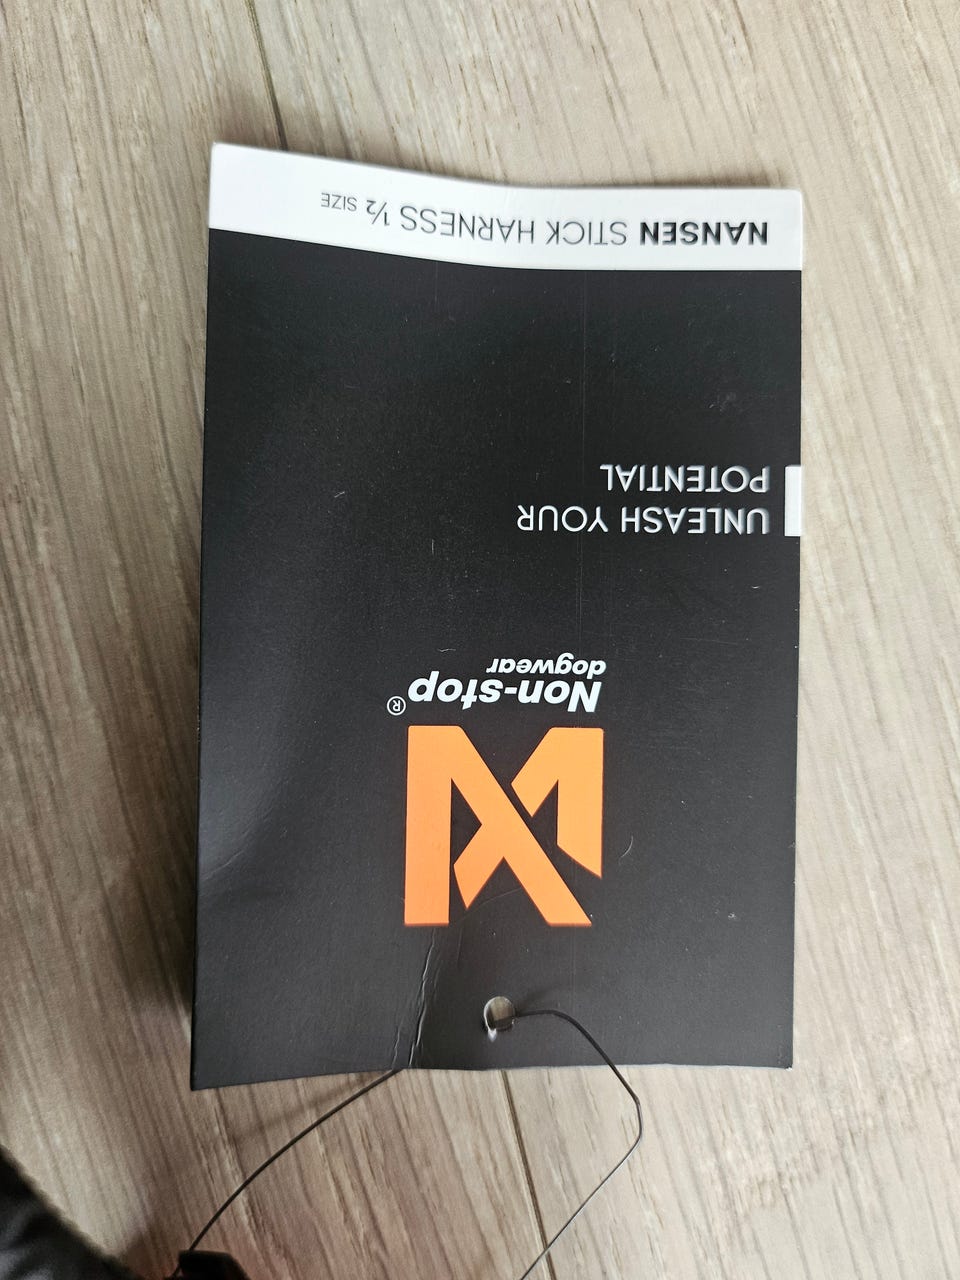 Non-stop®
dogwear
UNLEASH YOUR
POTENTIAL
NANSEN STICK HARNESS ½ SIZE